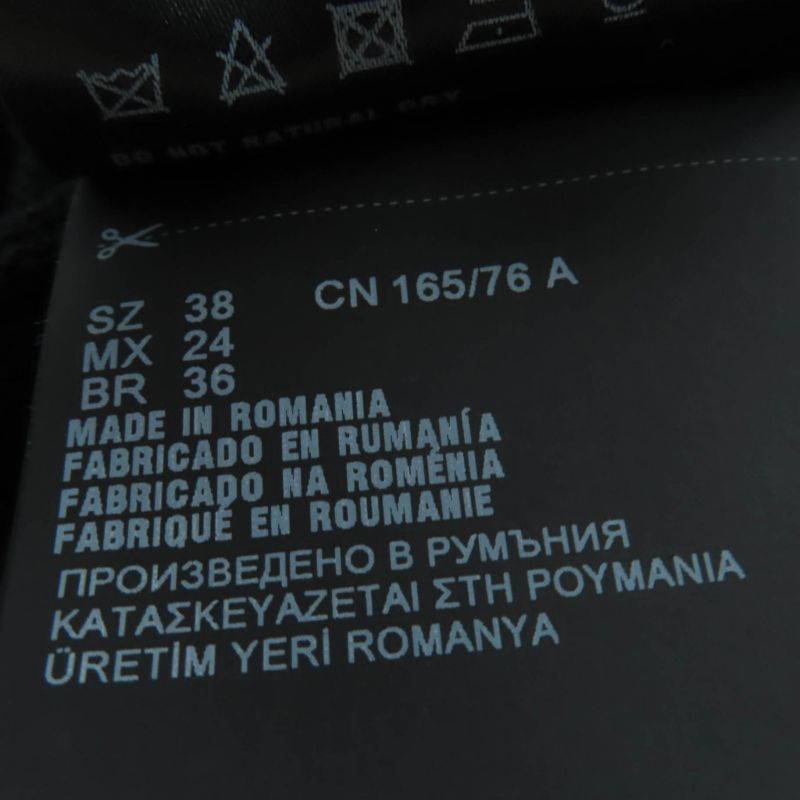 DO NOT NATURAL DRY
SZ 38 CN 165/76 A
MX 24
BR 36
MADE IN ROMANIA
FABRICADO EN RUMANÍA
FABRICADO NA ROMÉNIA
FABRIQUÉ EN ROUMANIE
ПРОИЗВЕДЕНО В РУМЪНИЯ
ΚΑΤΑΣΚΕΥΑΖΕΤΑΙ ΣΤΗ ΡΟΥΜΑΝΙΑ
ÜRETİM YERİ ROMANYA